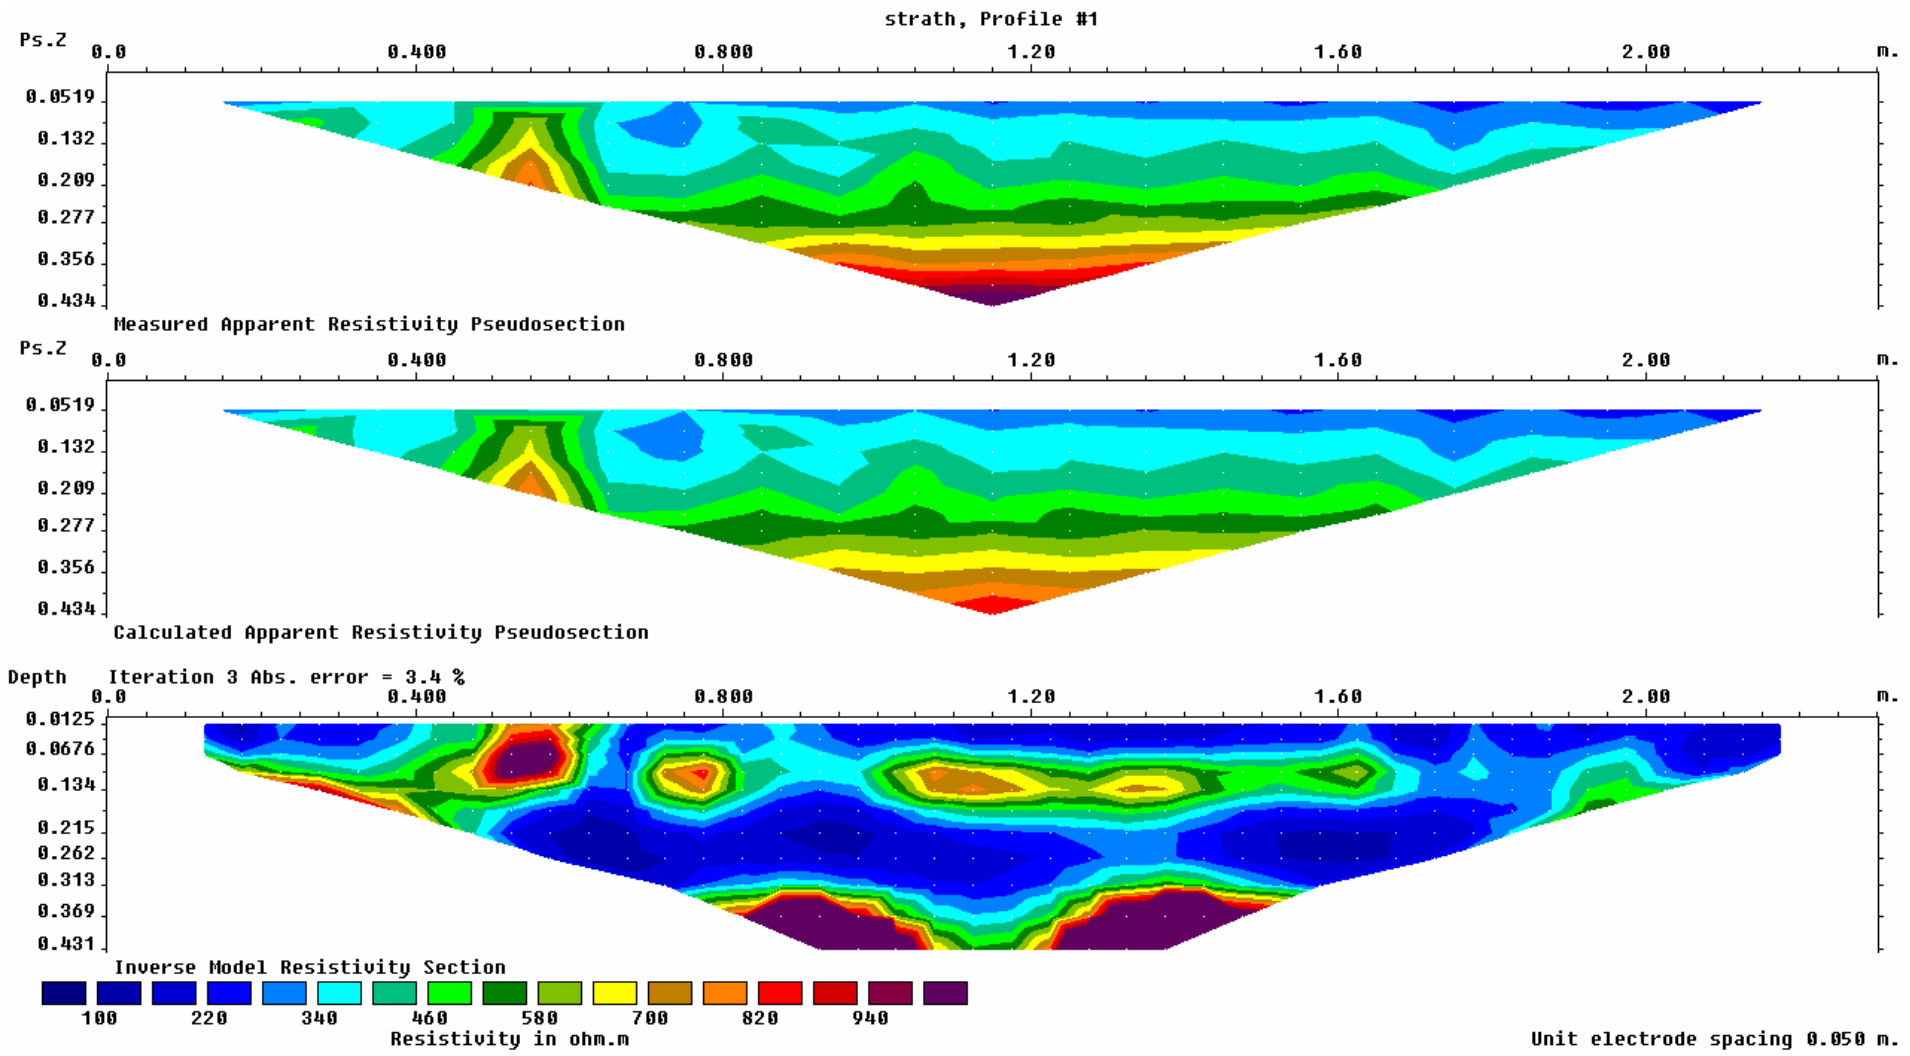 strath, Profile #1
Ps.Z 0.0 0.400 0.800 1.20 1.60 2.00 m.
0.0519
0.132
0.209
0.277
0.356
0.434
Measured Apparent Resistivity Pseudosection
Ps.Z 0.0 0.400 0.800 1.20 1.60 2.00 m.
0.0519
0.132
0.209
0.277
0.356
0.434
Calculated Apparent Resistivity Pseudosection
Depth Iteration 3 Abs. error = 3.4 %
0.0 0.400 0.800 1.20 1.60 2.00 m.
0.0125
0.0676
0.134
0.215
0.262
0.313
0.369
0.431
Inverse Model Resistivity Section
100 220 340 460 580 700 820 940
Resistivity in ohm.m Unit electrode spacing 0.050 m.